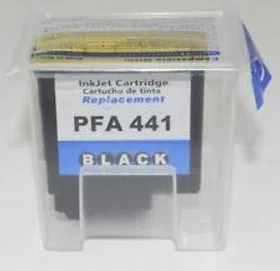 InkJet Cartridge
Cartucho de tinta
Replacement
PFA 441
BLACK